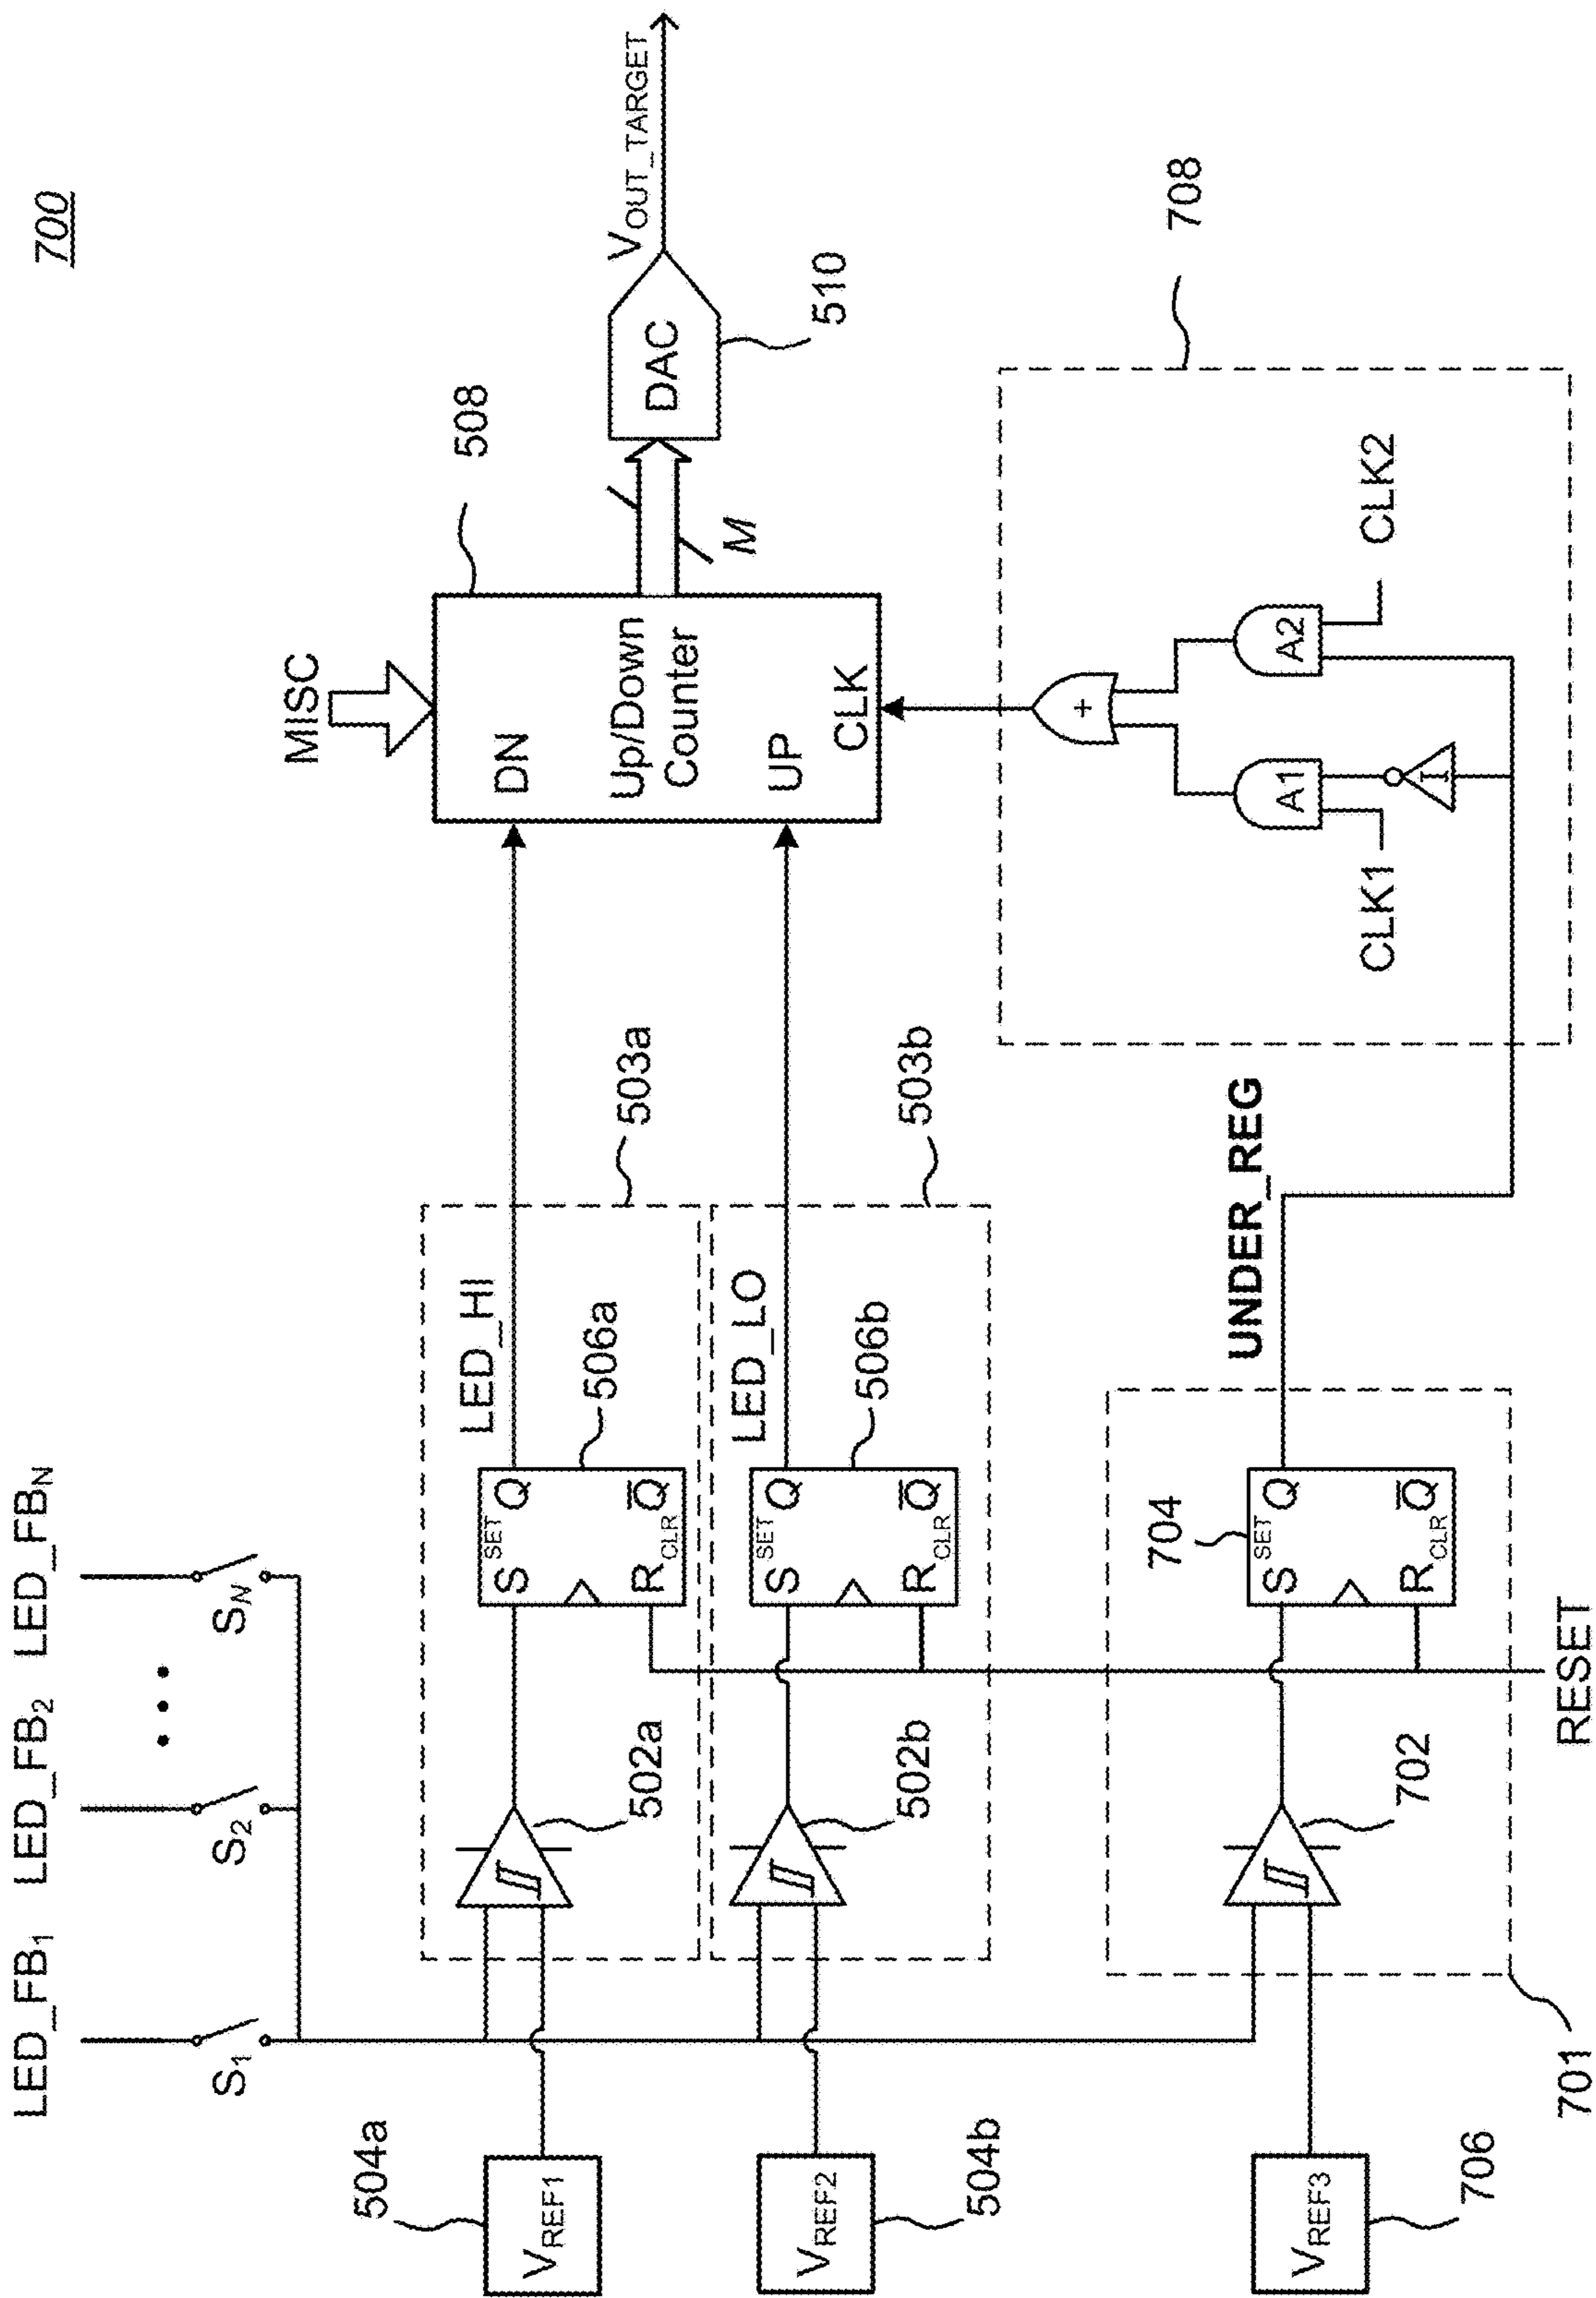 700
LED_FB1
LED_FB2
LED_FBN
S1
S2
SN
504a
VREF1
502a
S SET Q
R CLR Q
506a
LED_HI
503a
MISC
DN
Up/Down
Counter
UP
CLK
508
M
DAC
510
VOUT_TARGET
504b
VREF2
502b
S SET Q
R CLR Q
506b
LED_LO
503b
706
VREF3
702
704
S SET Q
R CLR Q
701
RESET
UNDER_REG
CLK1
A1
I
+
A2
CLK2
708